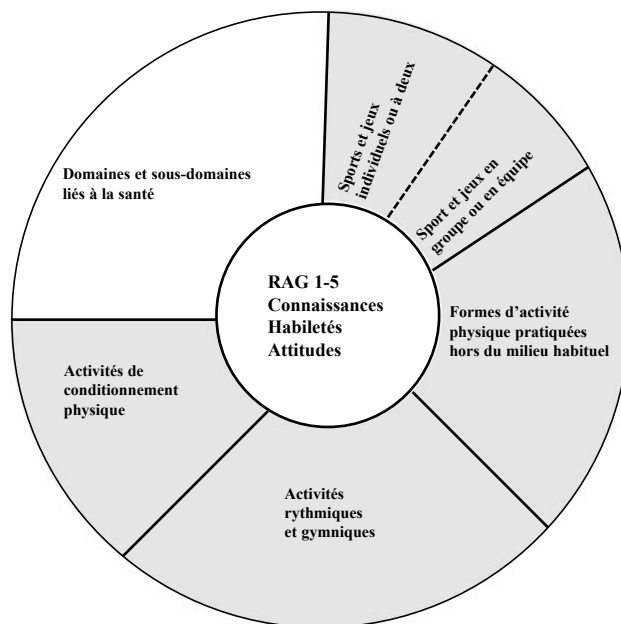 Domaines et sous-domaines
liés à la santé
Sports et jeux
individuels ou à deux
Sport et jeux en
groupe ou en équipe
RAG 1-5
Connaissances
Habiletés
Attitudes
Formes d’activité
physique pratiquées
hors du milieu habituel
Activités de
conditionnement
physique
Activités
rythmiques
et gymniques